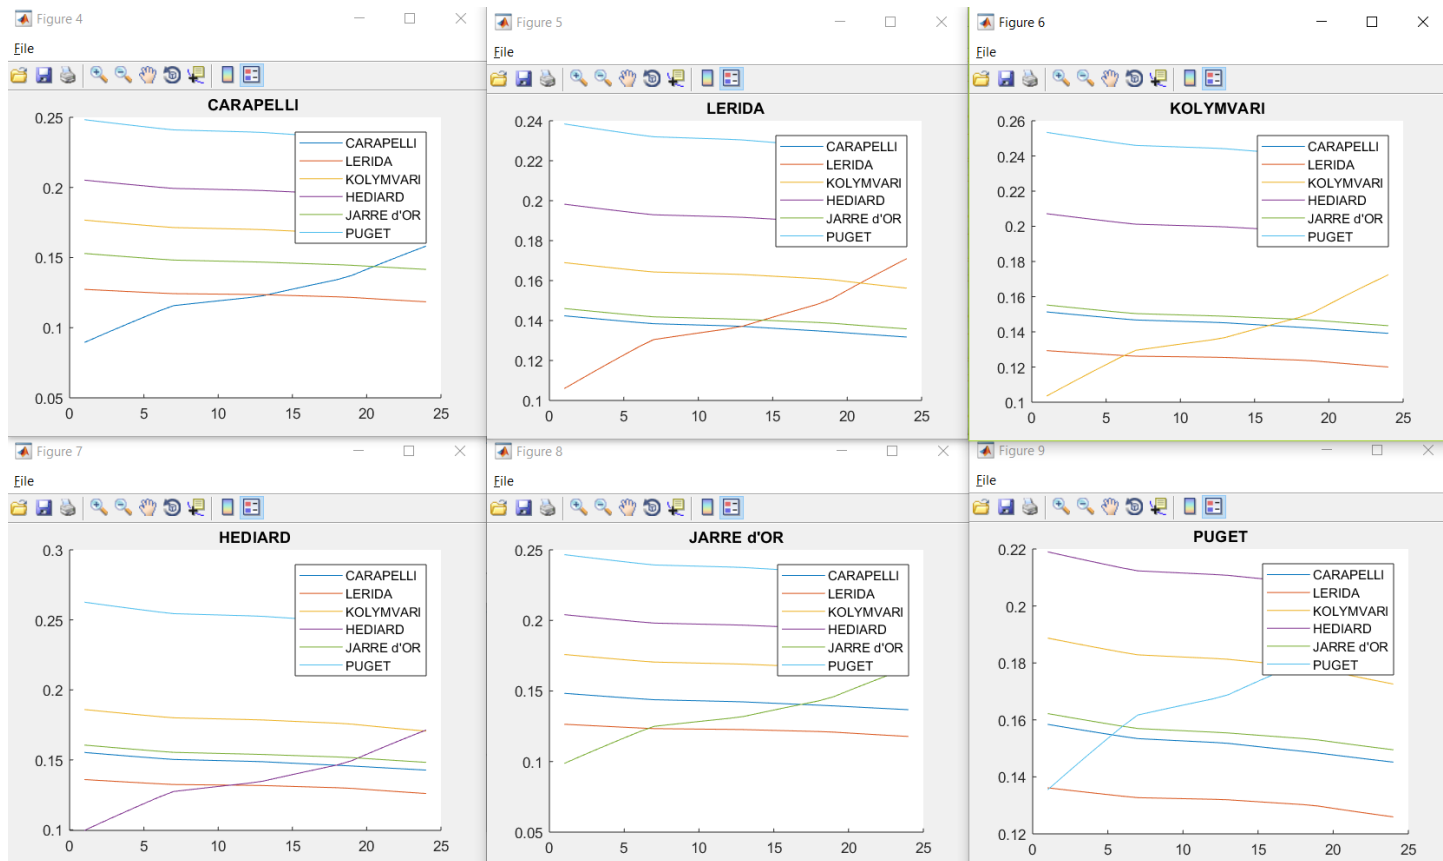 Figure 4
File
CARAPELLI
0.25
0.2
0.15
0.1
0.05
0 5 10 15 20 25
CARAPELLI
LERIDA
KOLYMVARI
HEDIARD
JARRE d'OR
PUGET
Figure 5
File
LERIDA
0.24
0.22
0.2
0.18
0.16
0.14
0.12
0.1
0 5 10 15 20 25
CARAPELLI
LERIDA
KOLYMVARI
HEDIARD
JARRE d'OR
PUGET
Figure 6
File
KOLYMVARI
0.26
0.24
0.22
0.2
0.18
0.16
0.14
0.12
0.1
0 5 10 15 20 25
CARAPELLI
LERIDA
KOLYMVARI
HEDIARD
JARRE d'OR
PUGET
Figure 7
File
HEDIARD
0.3
0.25
0.2
0.15
0.1
0 5 10 15 20 25
CARAPELLI
LERIDA
KOLYMVARI
HEDIARD
JARRE d'OR
PUGET
Figure 8
File
JARRE d'OR
0.25
0.2
0.15
0.1
0.05
0 5 10 15 20 25
CARAPELLI
LERIDA
KOLYMVARI
HEDIARD
JARRE d'OR
PUGET
Figure 9
File
PUGET
0.22
0.2
0.18
0.16
0.14
0.12
0 5 10 15 20 25
CARAPELLI
LERIDA
KOLYMVARI
HEDIARD
JARRE d'OR
PUGET